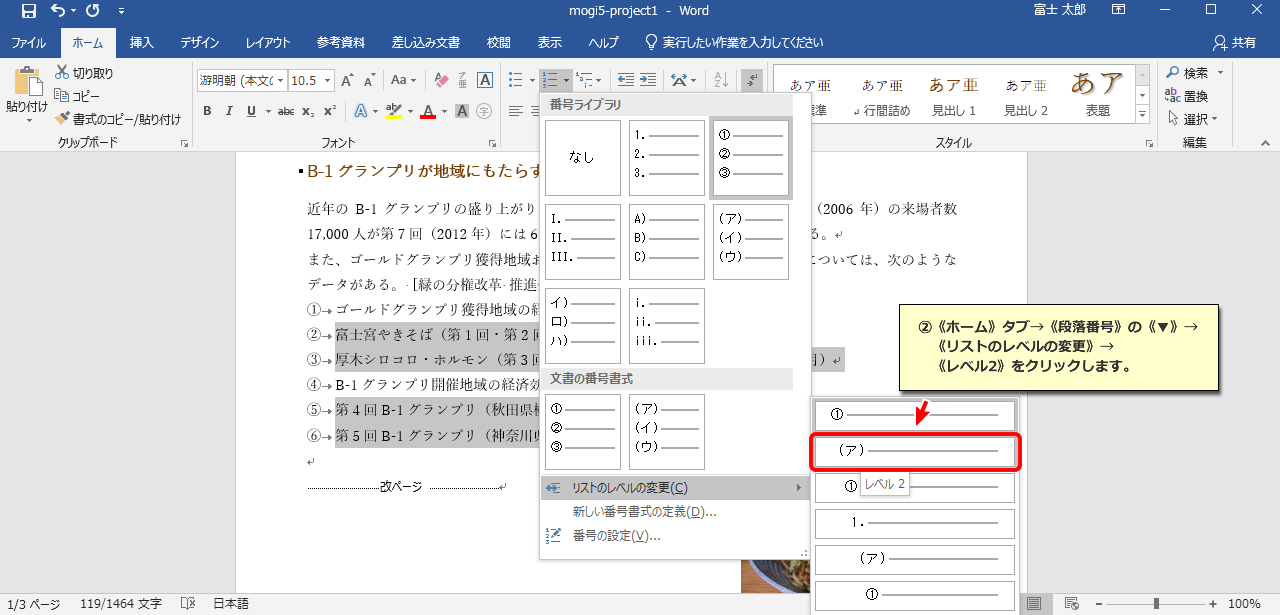 mogi5-project1 - Word
富士 太郎
ファイル ホーム 挿入 デザイン レイアウト 参考資料 差し込み文書 校閲 表示 ヘルプ 実行したい作業を入力してください 共有
貼り付け
切り取り
コピー
書式のコピー/貼り付け
クリップボード
游明朝 (本文の 10.5
フォント
あア亜 あア亜 あア亜 あア亜 あア
標準 行間詰め 見出し 1 見出し 2 表題
スタイル
検索
置換
選択
編集
B-1 グランプリが地域にもたらす
近年の B-1 グランプリの盛り上がり
(2006 年)の来場者数
17,000 人が第 7 回(2012 年)には 6
る。
また、ゴールドグランプリ獲得地域お
については、次のような
データがある。[緑の分権改革 推進
① ゴールドグランプリ獲得地域の経
② 富士宮やきそば(第 1 回・第 2 回
③ 厚木シロコロ・ホルモン(第 3 回
月)
④ B-1 グランプリ開催地域の経済効
⑤ 第 4 回 B-1 グランプリ(秋田県横
⑥ 第 5 回 B-1 グランプリ(神奈川県
改ページ
番号ライブラリ
なし
1.
2.
3.
①
②
③
I.
II.
III.
A)
B)
C)
(ア)
(イ)
(ウ)
イ)
ロ)
ハ)
i.
ii.
iii.
文書の番号書式
①
②
③
(ア)
(イ)
(ウ)
リストのレベルの変更(C)
新しい番号書式の定義(D)...
番号の設定(V)...
②《ホーム》タブ→《段落番号》の《▼》→
《リストのレベルの変更》→
《レベル2》をクリックします。
①
(ア)
①
レベル 2
1.
(ア)
①
1/3 ページ 119/1464 文字 日本語 100%